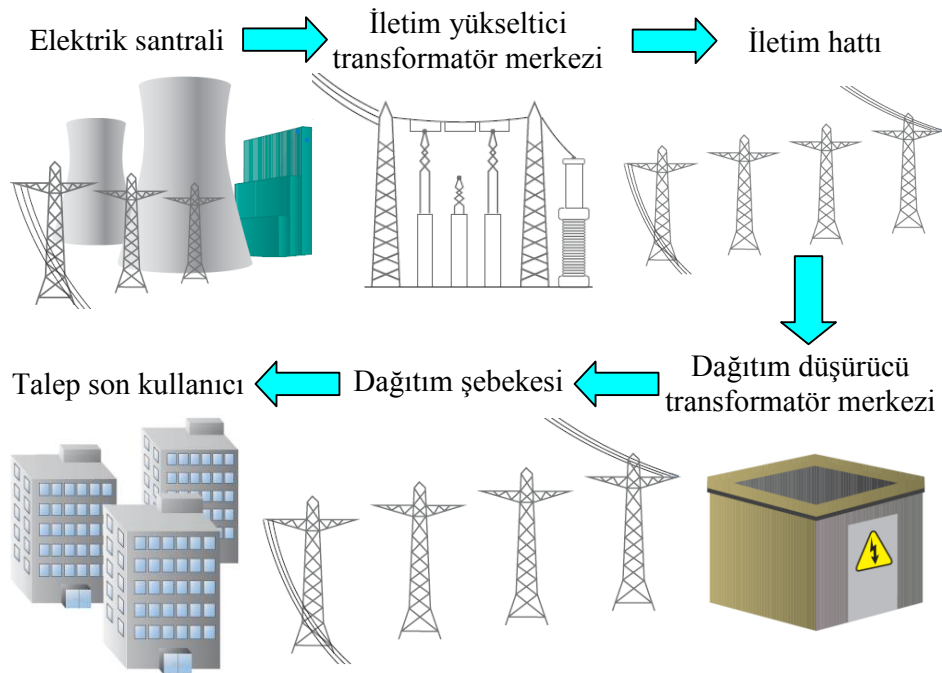 Elektrik santrali
İletim yükseltici
transformatör merkezi
İletim hattı
Dağıtım düşürücü
transformatör merkezi
Dağıtım şebekesi
Talep son kullanıcı